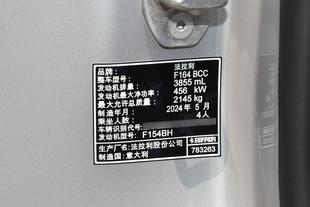 品牌: 法拉利
整车型号: F164 BCC
发动机排量: 3855 mL
发动机最大净功率: 456 kW
最大允许总质量: 2145 kg
制造年月: 2024 年 5 月
乘坐人数: 4 人
车辆识别代号:
发动机型号: F154BH
生产厂名: 法拉利股份公司
制造国: 意大利
Ferrari
783263